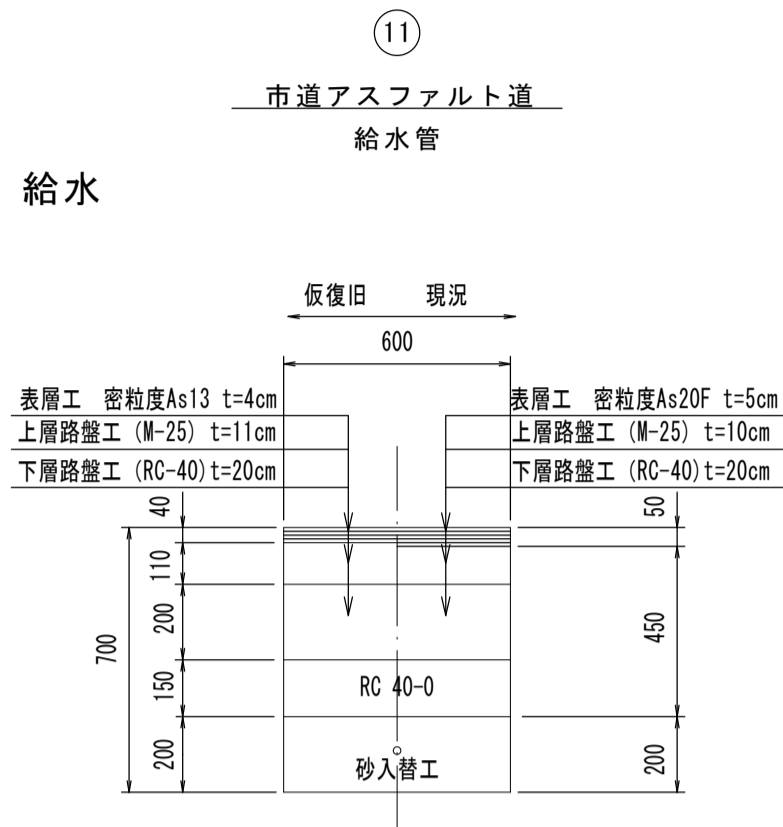 11
市道アスファルト道
給水管
給水
仮復旧 現況
600
表層工 密粒度As13 t=4cm
上層路盤工(M-25) t=11cm
下層路盤工(RC-40)t=20cm
表層工 密粒度As20F t=5cm
上層路盤工(M-25) t=10cm
下層路盤工(RC-40)t=20cm
40
110
200
150
200
700
50
450
200
RC 40-0
砂入替工